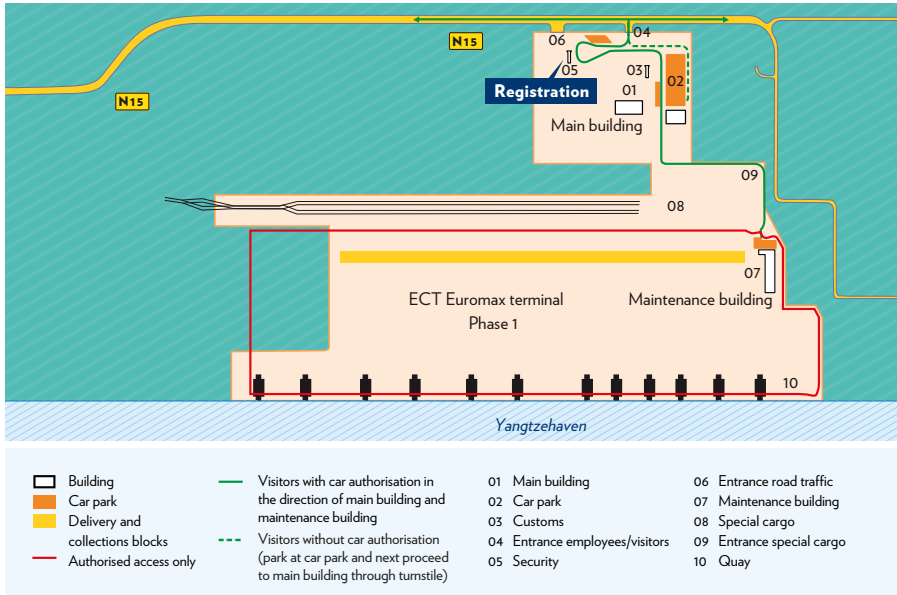 N15
N15
06
04
05
03
02
Registration
01
Main building
09
08
07
ECT Euromax terminal
Phase 1
Maintenance building
10
Yangtzehaven
Building
Car park
Delivery and
collections blocks
Authorised access only
Visitors with car authorisation in
the direction of main building and
maintenance building
Visitors without car authorisation
(park at car park and next proceed
to main building through turnstile)
01 Main building
02 Car park
03 Customs
04 Entrance employees/visitors
05 Security
06 Entrance road traffic
07 Maintenance building
08 Special cargo
09 Entrance special cargo
10 Quay